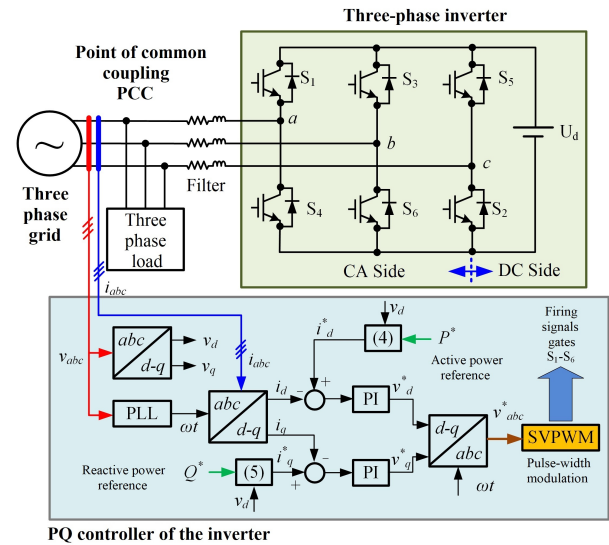 Three-phase inverter
Point of common
coupling
PCC
S1
S3
S5
a
b
c
Ud
Three
phase
grid
Filter
Three
phase
load
S4
S6
S2
CA Side
DC Side
iabc
vabc
abc
d-q
vd
vq
iabc
PLL
ωt
abc
d-q
id
iq
vd
i*d
(4)
P*
Active power
reference
Firing
signals
gates
S1-S6
-
+
PI
v*d
d-q
abc
v*abc
SVPWM
Pulse-width
modulation
Reactive power
reference
Q*
(5)
i*q
+
-
PI
v*q
vd
ωt
PQ controller of the inverter